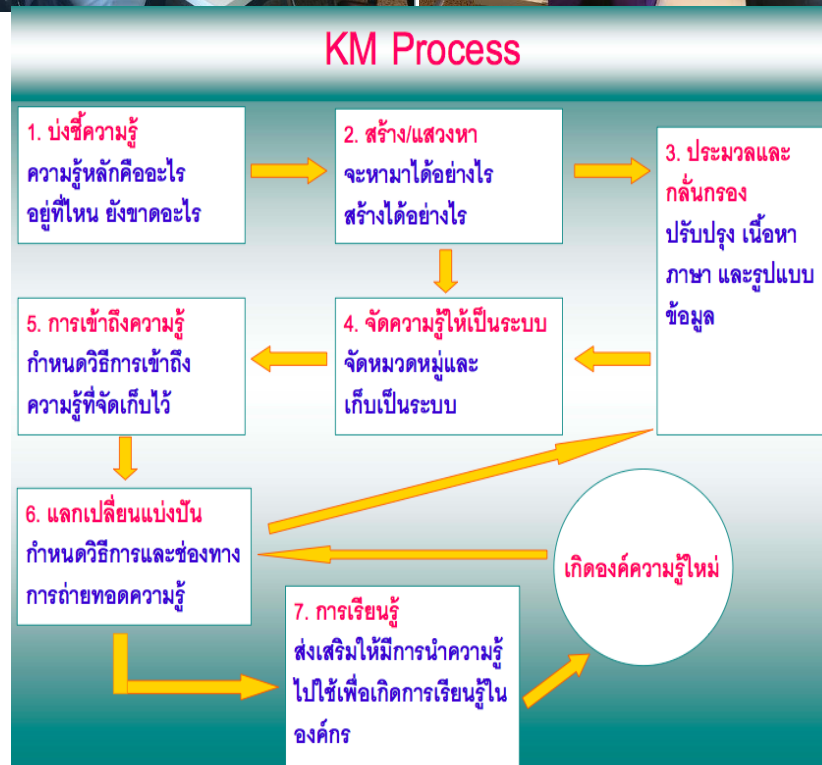 KM Process
1. บ่งชี้ความรู้
ความรู้หลักคืออะไร
อยู่ที่ไหน ยังขาดอะไร
2. สร้าง/แสวงหา
จะหามาได้อย่างไร
สร้างได้อย่างไร
3. ประมวลและ
กลั่นกรอง
ปรับปรุง เนื้อหา
ภาษา และรูปแบบ
ข้อมูล
4. จัดความรู้ให้เป็นระบบ
จัดหมวดหมู่และ
เก็บเป็นระบบ
5. การเข้าถึงความรู้
กำหนดวิธีการเข้าถึง
ความรู้ที่จัดเก็บไว้
6. แลกเปลี่ยนแบ่งปัน
กำหนดวิธีการและช่องทาง
การถ่ายทอดความรู้
7. การเรียนรู้
ส่งเสริมให้มีการนำความรู้
ไปใช้เพื่อเกิดการเรียนรู้ใน
องค์กร
เกิดองค์ความรู้ใหม่